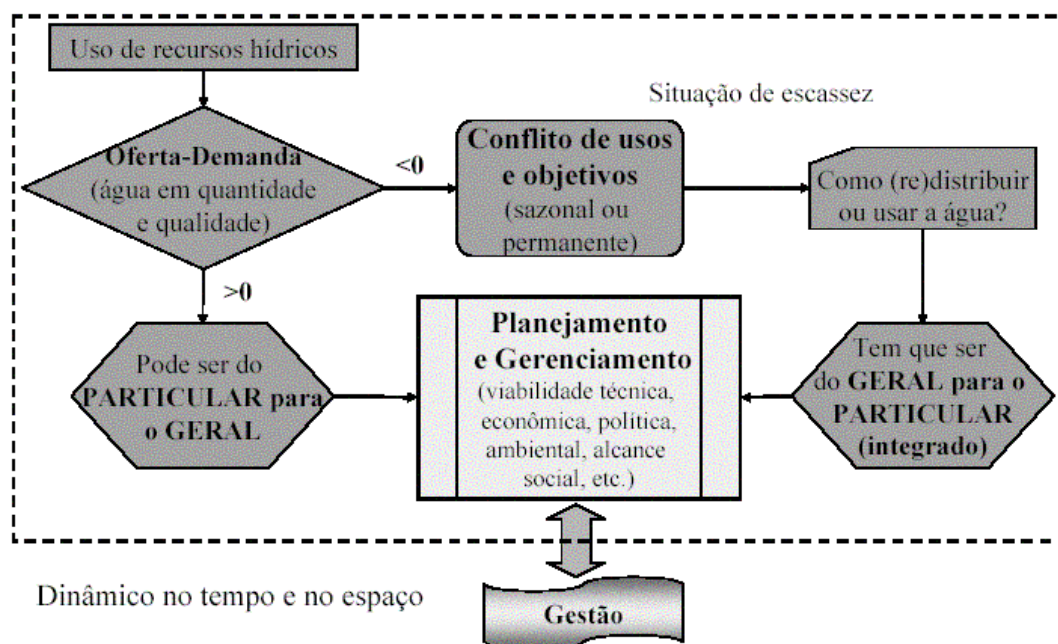 Uso de recursos hídricos
Situação de escassez
Oferta-Demanda
(água em quantidade
e qualidade)
<0
Conflito de usos
e objetivos
(sazonal ou
permanente)
Como (re)distribuir
ou usar a água?
>0
Pode ser do
PARTICULAR para
o GERAL
Planejamento
e Gerenciamento
(viabilidade técnica,
econômica, política,
ambiental, alcance
social, etc.)
Tem que ser
do GERAL para o
PARTICULAR
(integrado)
Dinâmico no tempo e no espaço
Gestão